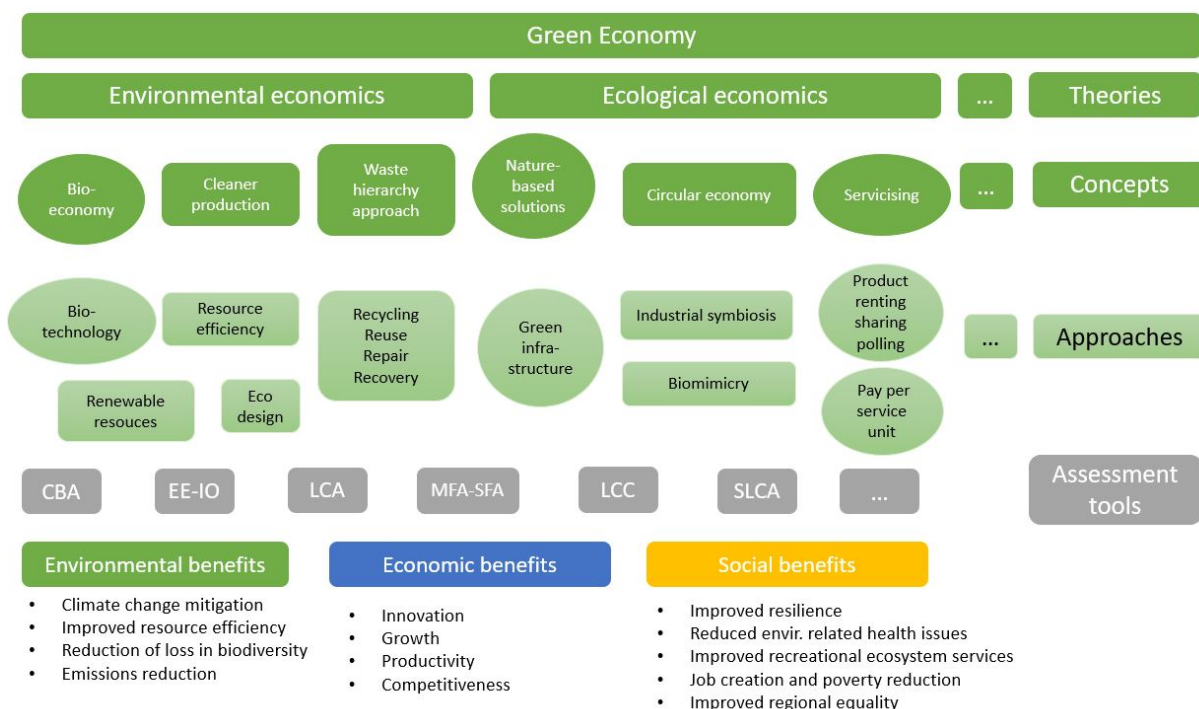 Green Economy
Environmental economics
Ecological economics
...
Theories
Bio-
economy
Cleaner
production
Waste
hierarchy
approach
Nature-
based
solutions
Circular economy
Servicising
...
Concepts
Bio-
technology
Resource
efficiency
Recycling
Reuse
Repair
Recovery
Green
infra-
structure
Industrial symbiosis
Product
renting
sharing
polling
...
Approaches
Renewable
resouces
Eco
design
Biomimicry
Pay per
service
unit
CBA
EE-IO
LCA
MFA-SFA
LCC
SLCA
...
Assessment
tools
Environmental benefits
• Climate change mitigation
• Improved resource efficiency
• Reduction of loss in biodiversity
• Emissions reduction
Economic benefits
• Innovation
• Growth
• Productivity
• Competitiveness
Social benefits
• Improved resilience
• Reduced envir. related health issues
• Improved recreational ecosystem services
• Job creation and poverty reduction
• Improved regional equality